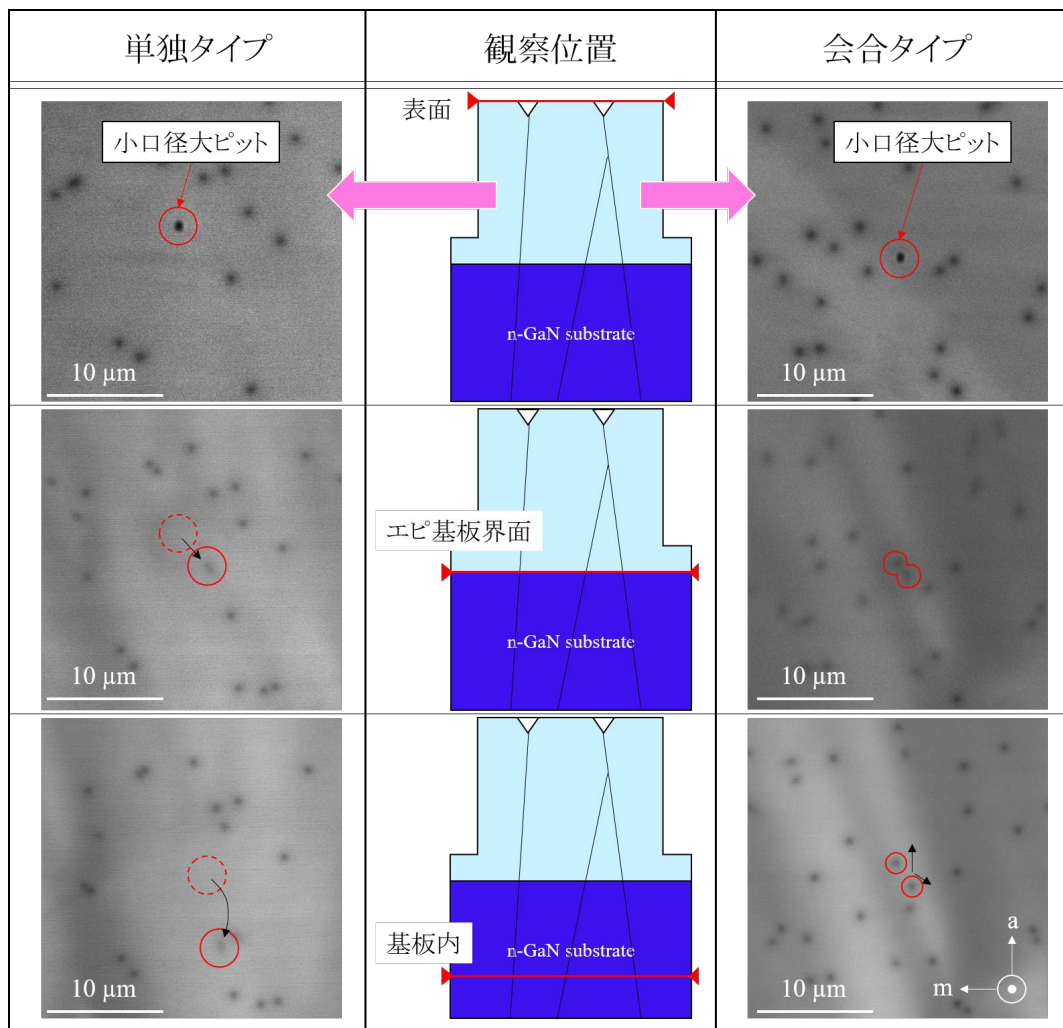 単独タイプ
観察位置
会合タイプ
小口径大ピット
10 µm
表面
n-GaN substrate
小口径大ピット
10 µm
10 µm
エピ基板界面
n-GaN substrate
10 µm
10 µm
基板内
n-GaN substrate
10 µm
a
m